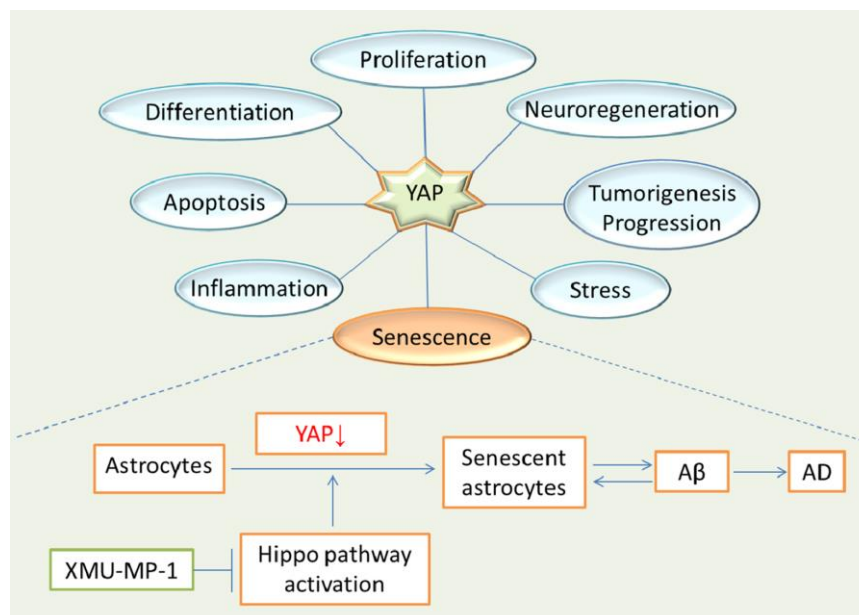 Proliferation
Differentiation
Neuroregeneration
YAP
Apoptosis
Tumorigenesis
Progression
Inflammation
Stress
Senescence
YAP↓
Astrocytes
Senescent
astrocytes
Aβ
AD
XMU-MP-1
Hippo pathway
activation